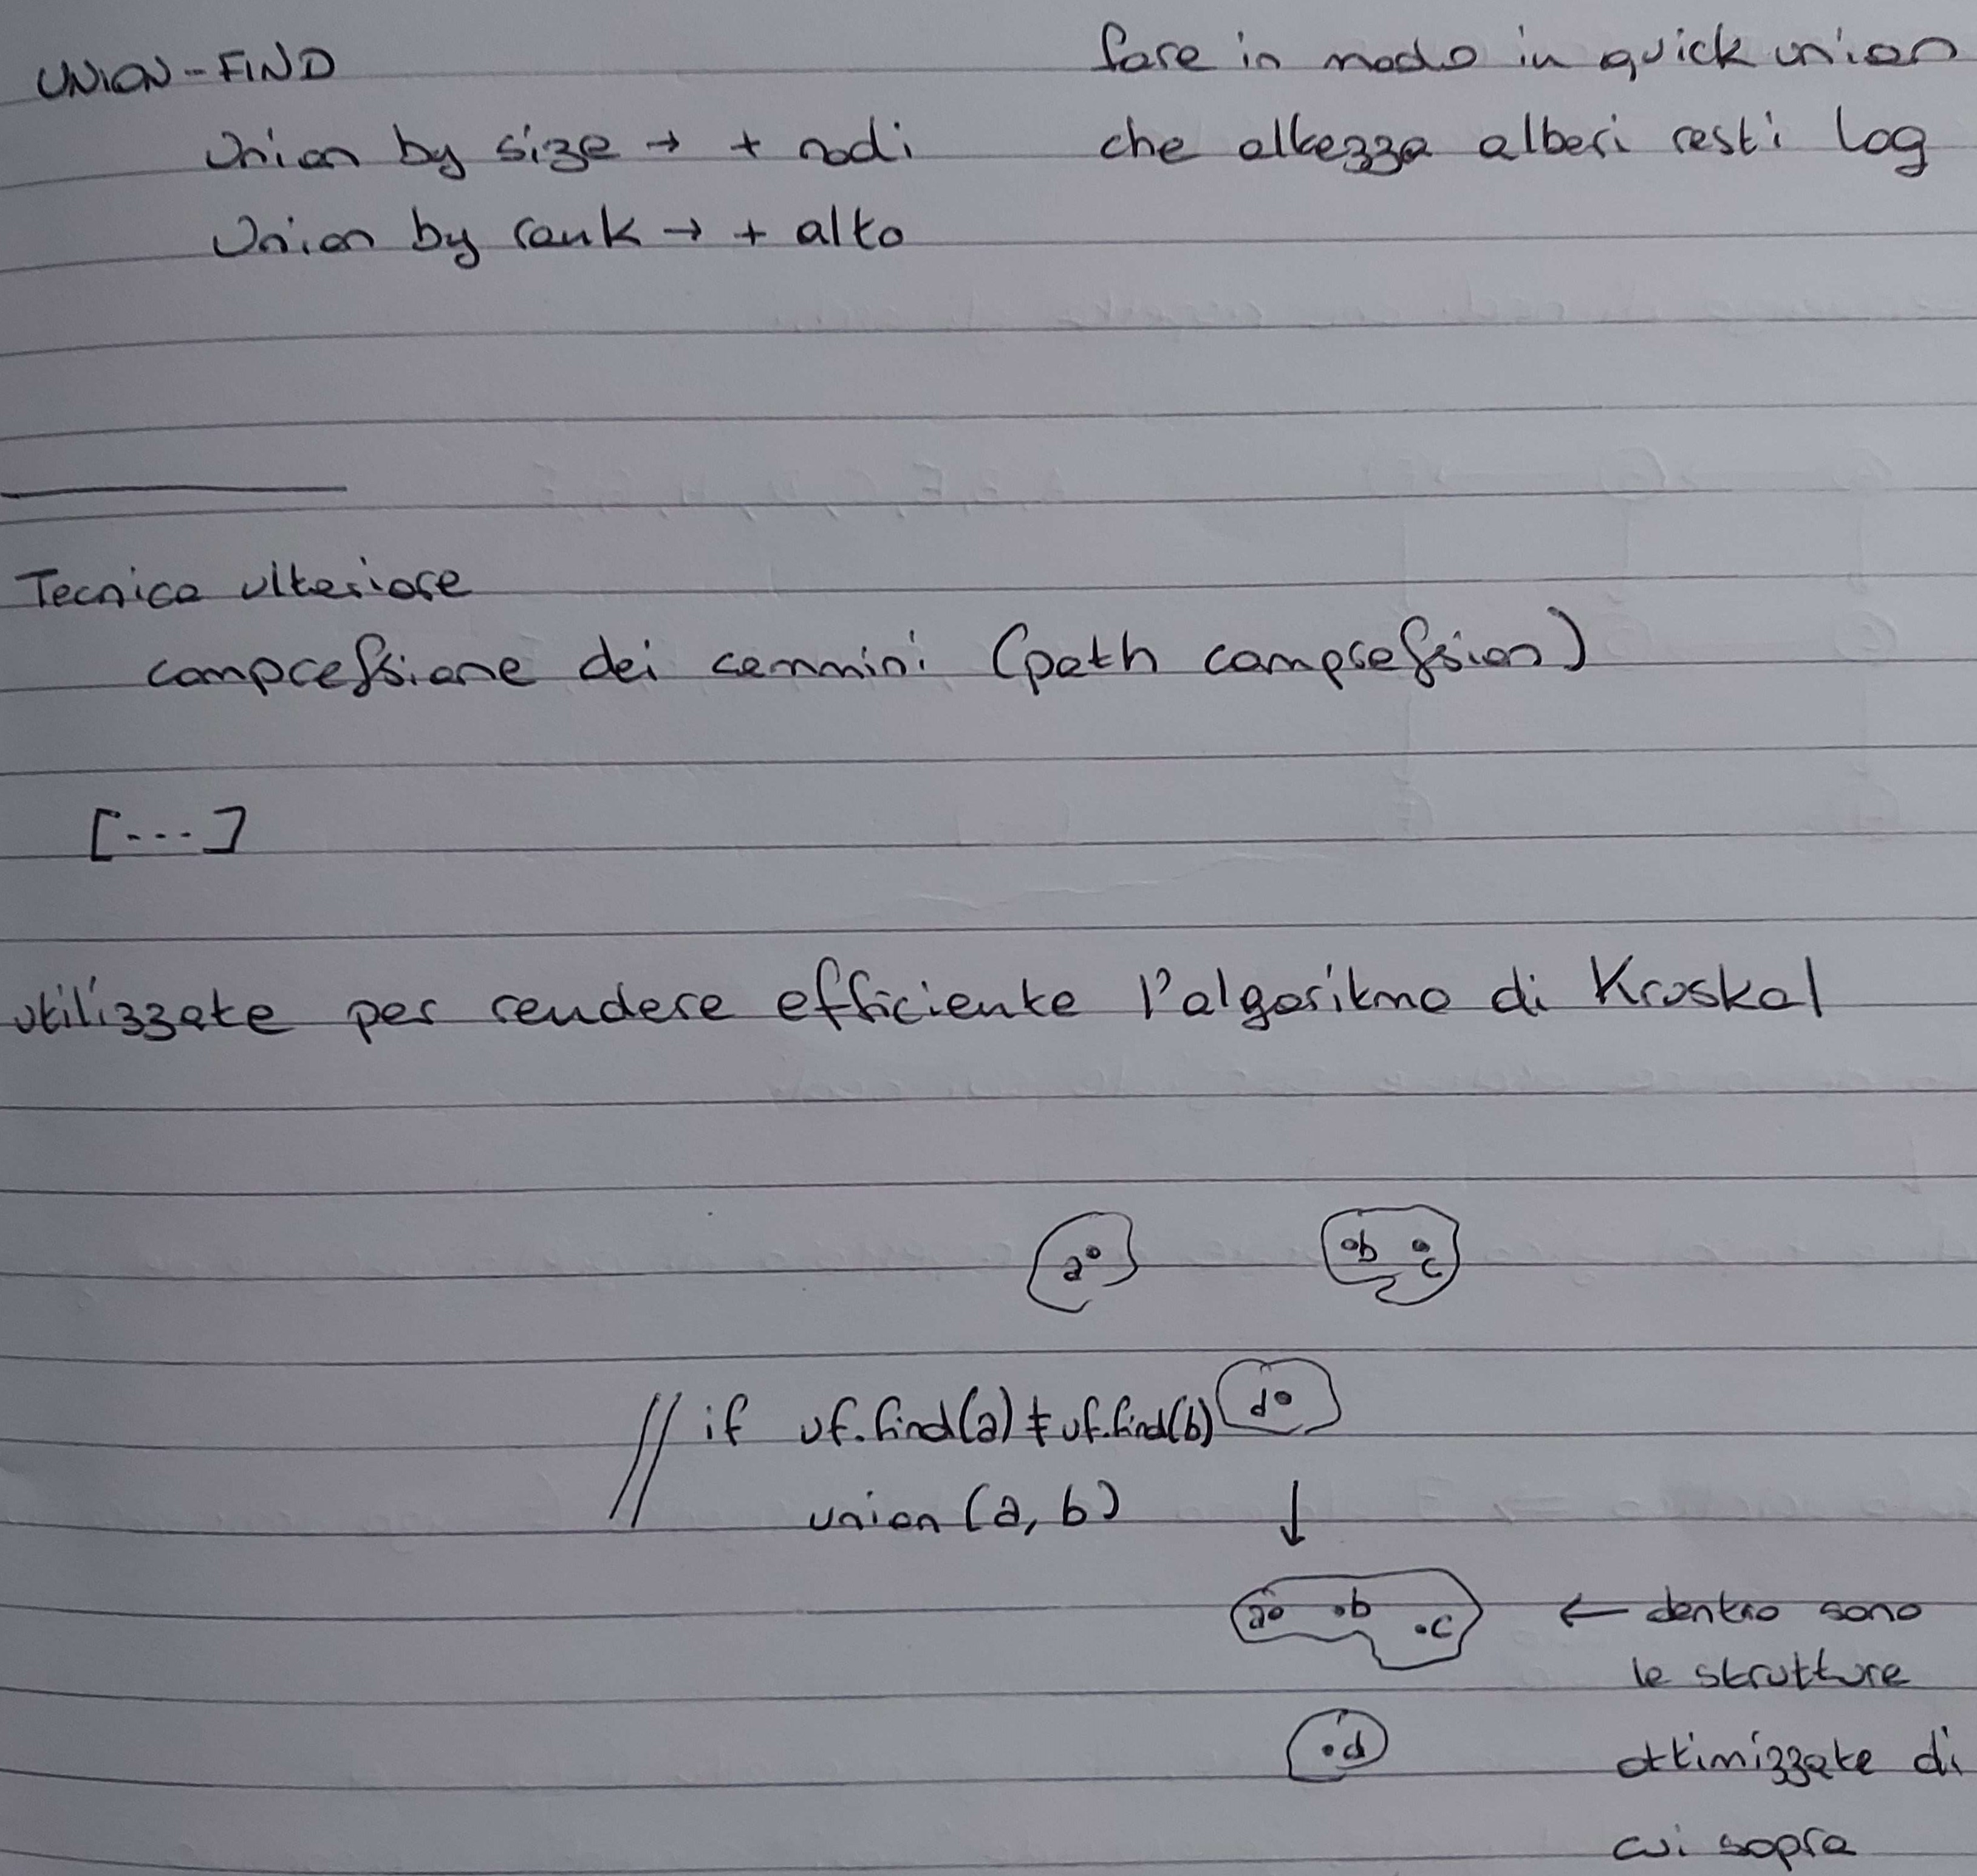 UNION-FIND
Union by size → + nodi
Union by rank → + alto
fare in modo in quick union
che altezza alberi resti log
Tecnica ulteriore
compressione dei cammini (path compression)
[...]
utilizzate per rendere efficiente l'algoritmo di Kruskal
a
b c
// if uf.find(a) ≠ uf.find(b)
d
union (a, b) ↓
a b c ← dentro sono
le strutture
d ottimizzate di
cui sopra